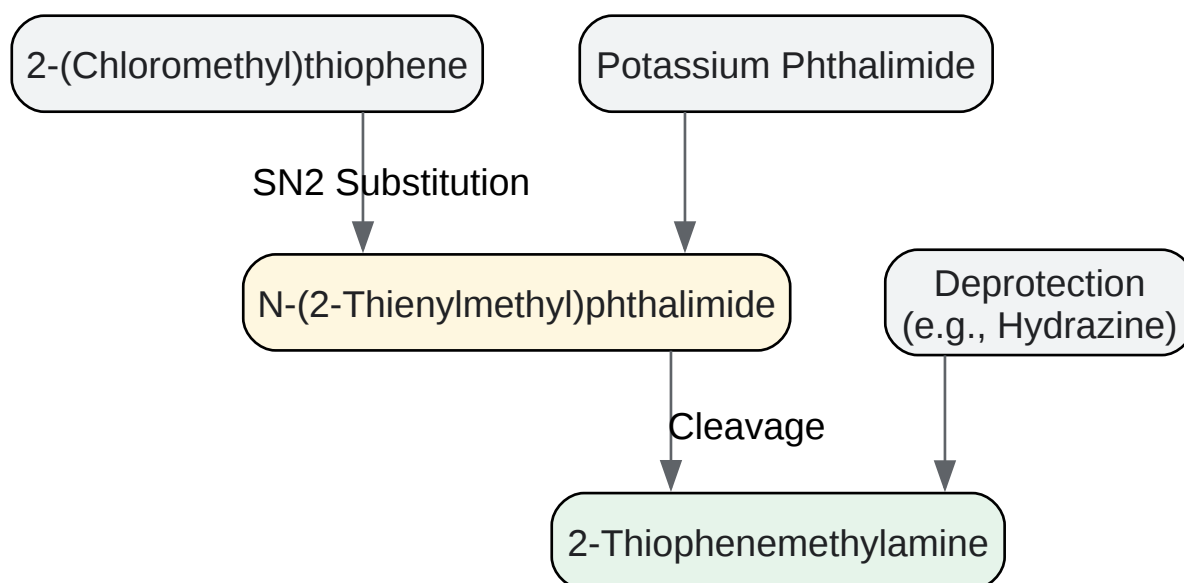 2-(Chloromethyl)thiophene
Potassium Phthalimide
SN2 Substitution
N-(2-Thienylmethyl)phthalimide
Deprotection
(e.g., Hydrazine)
Cleavage
2-Thiophenemethylamine